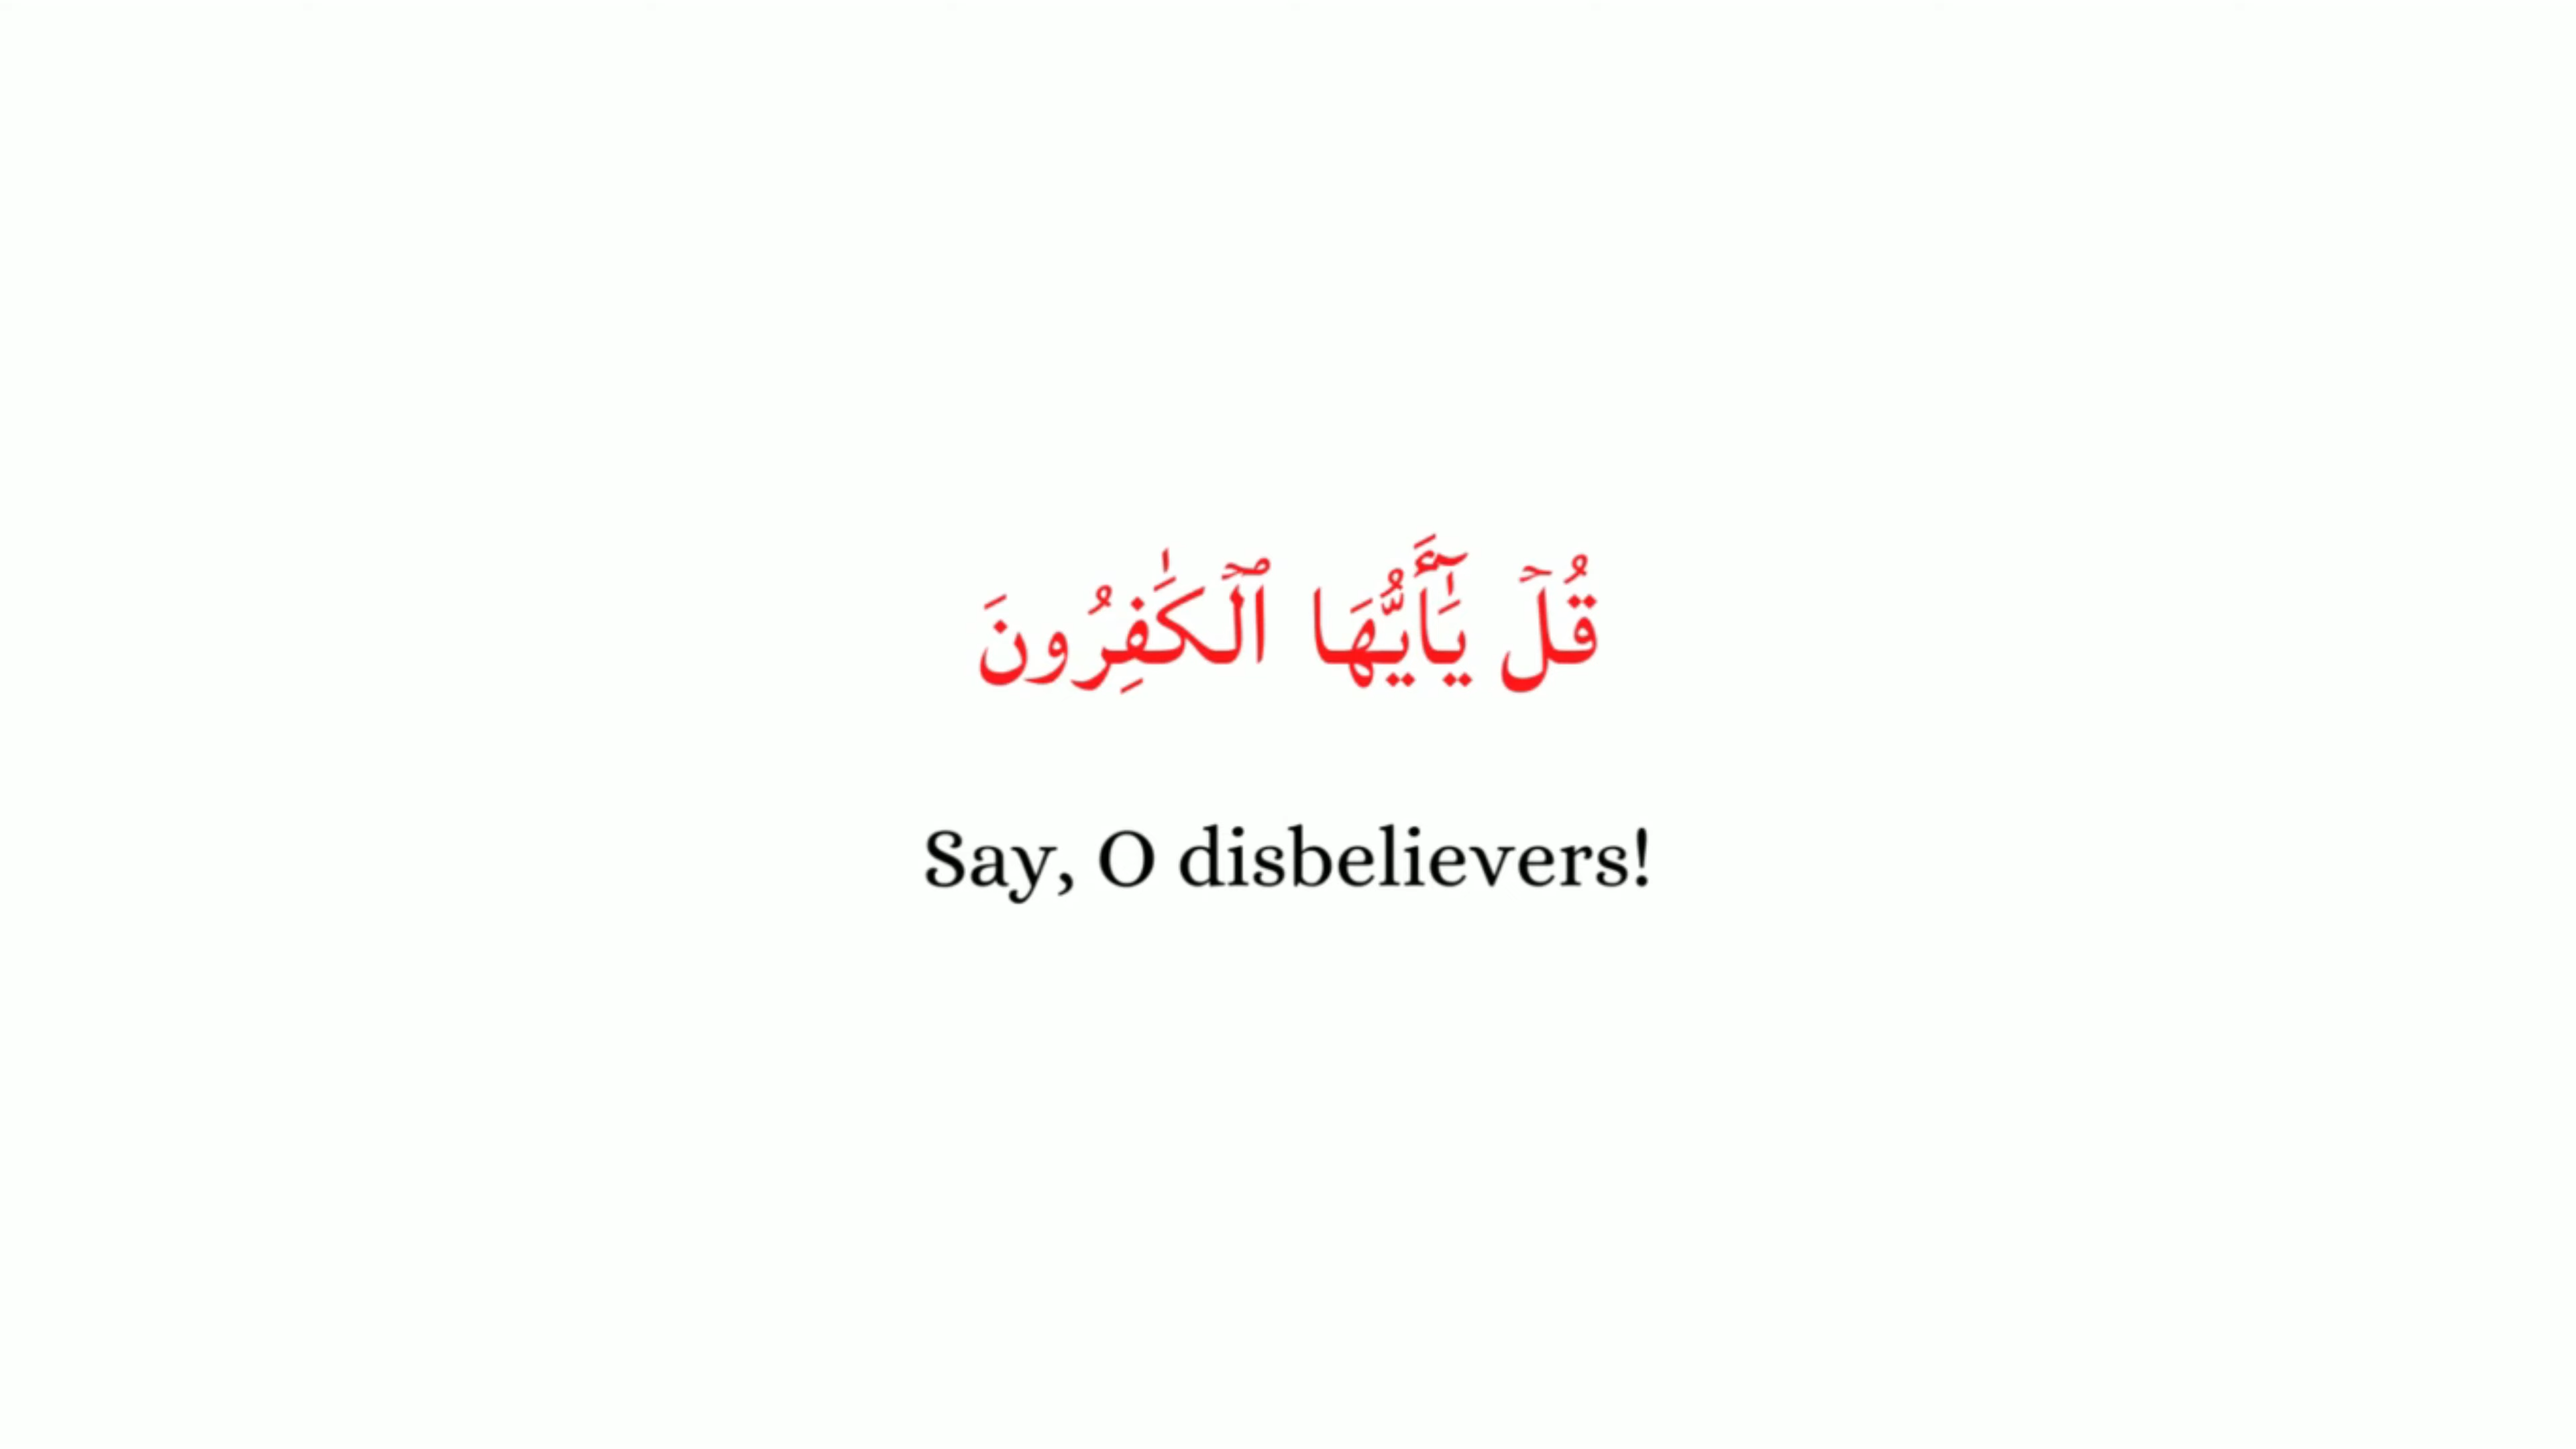 قُلۡ يَٰٓأَيُّهَا ٱلۡكَٰفِرُونَ
Say, O disbelievers!